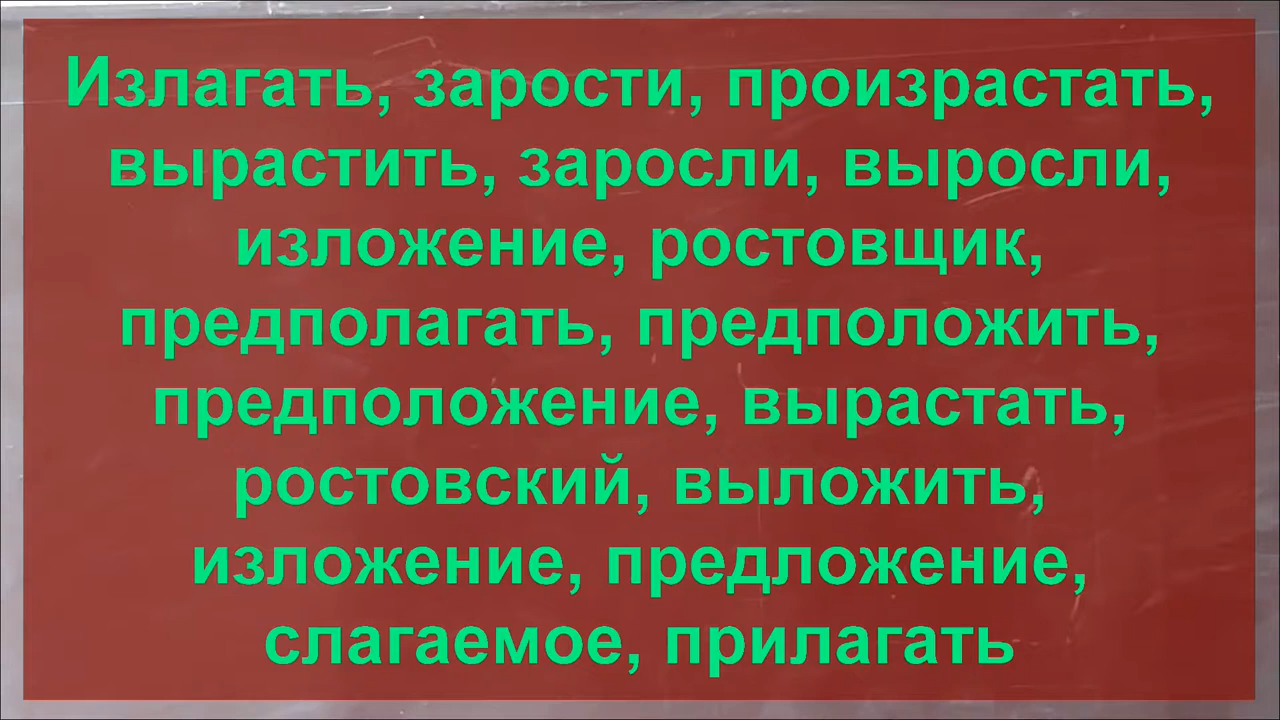 Излагать, зарости, произрастать,
вырастить, заросли, выросли,
изложение, ростовщик,
предполагать, предположить,
предположение, вырастать,
ростовский, выложить,
изложение, предложение,
слагаемое, прилагать